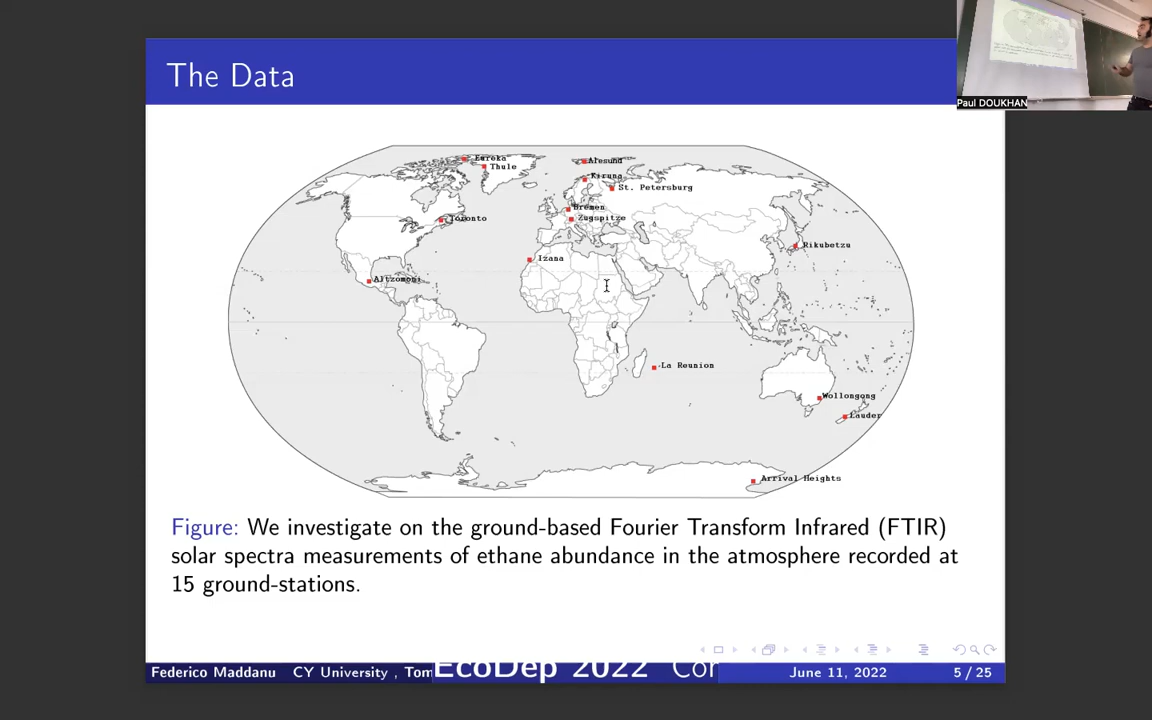 The Data
Paul DOUKHAN
Eureka
Thule
Alesund
Kiruna
St. Petersburg
Bremen
Zugspitze
Toronto
Rikubetzu
Izana
Altzomoni
La Reunion
Wollongong
Lauder
Arrival Heights
Figure: We investigate on the ground-based Fourier Transform Infrared (FTIR)
solar spectra measurements of ethane abundance in the atmosphere recorded at
15 ground-stations.
Federico Maddanu CY University , Tom EcoDep 2022 Con June 11, 2022 5 / 25